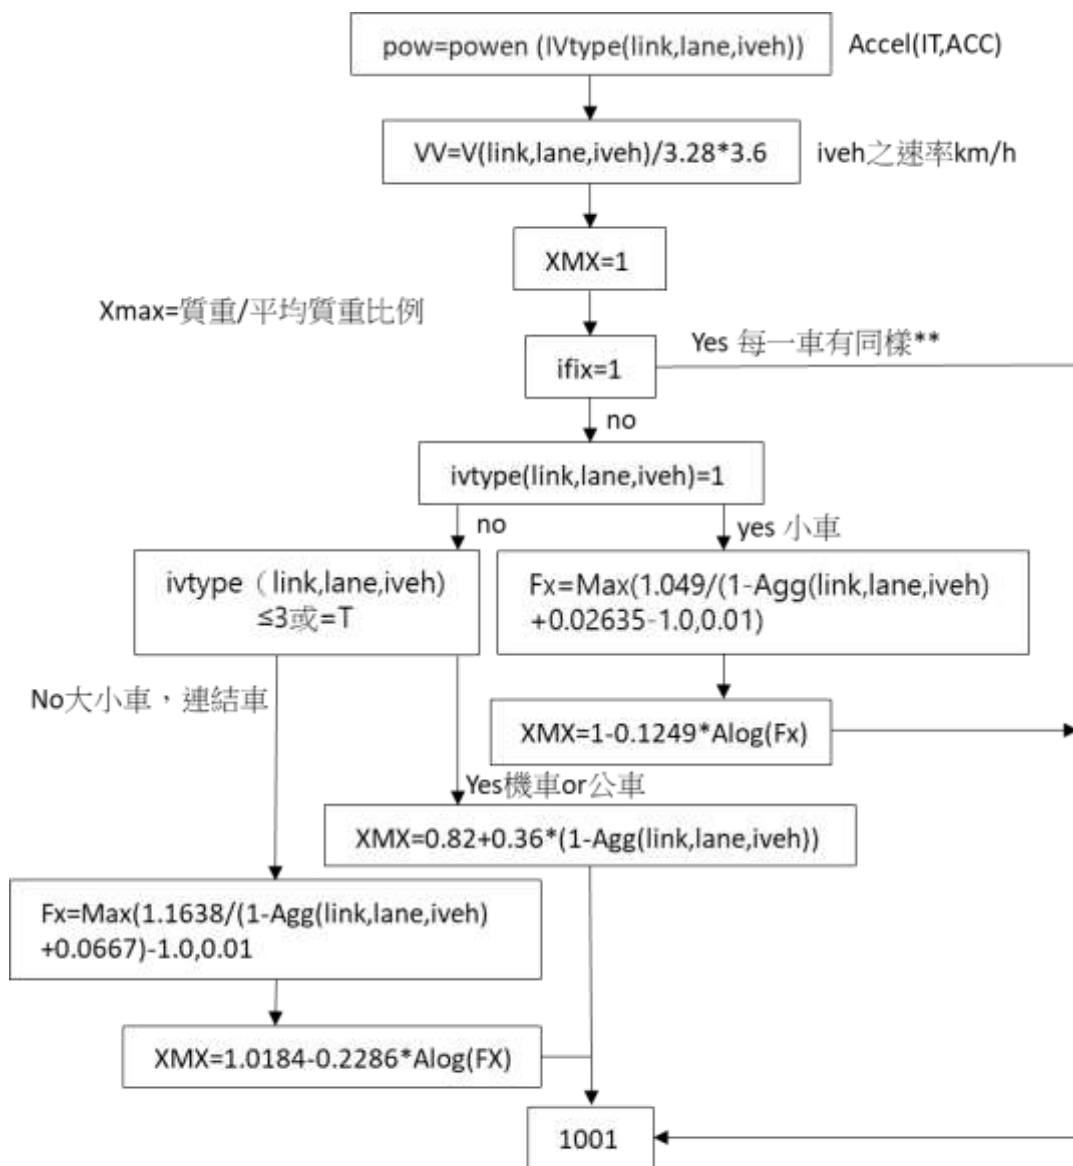 pow=powen (IVtype(link,lane,iveh))
Accel(IT,ACC)
VV=V(link,lane,iveh)/3.28*3.6
iveh之速率km/h
XMX=1
Xmax=質重/平均質重比例
Yes 每一車有同樣**
ifix=1
no
ivtype(link,lane,iveh)=1
no
yes 小車
ivtype（link,lane,iveh)
≤3或=T
Fx=Max(1.049/(1-Agg(link,lane,iveh)
+0.02635-1.0,0.01)
No大小車，連結車
XMX=1-0.1249*Alog(Fx)
Yes機車or公車
XMX=0.82+0.36*(1-Agg(link,lane,iveh))
Fx=Max(1.1638/(1-Agg(link,lane,iveh)
+0.0667)-1.0,0.01
XMX=1.0184-0.2286*Alog(FX)
1001